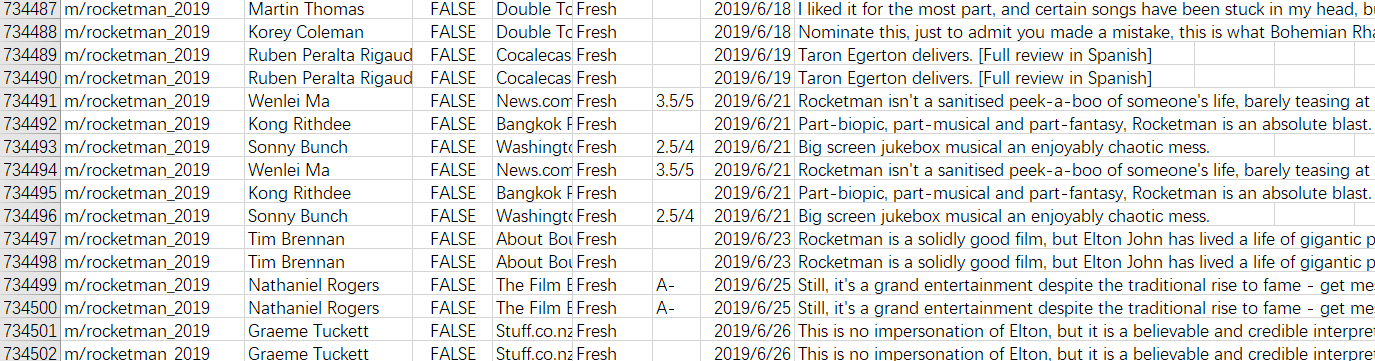 734487 m/rocketman_2019 Martin Thomas FALSE Double To Fresh 2019/6/18 I liked it for the most part, and certain songs have been stuck in my head, bu
734488 m/rocketman_2019 Korey Coleman FALSE Double To Fresh 2019/6/18 Nominate this, just to admit you made a mistake, this is what Bohemian Rha
734489 m/rocketman_2019 Ruben Peralta Rigaud FALSE Cocalecas Fresh 2019/6/19 Taron Egerton delivers. [Full review in Spanish]
734490 m/rocketman_2019 Ruben Peralta Rigaud FALSE Cocalecas Fresh 2019/6/19 Taron Egerton delivers. [Full review in Spanish]
734491 m/rocketman_2019 Wenlei Ma FALSE News.com Fresh 3.5/5 2019/6/21 Rocketman isn't a sanitised peek-a-boo of someone's life, barely teasing at
734492 m/rocketman_2019 Kong Rithdee FALSE Bangkok P Fresh 2019/6/21 Part-biopic, part-musical and part-fantasy, Rocketman is an absolute blast.
734493 m/rocketman_2019 Sonny Bunch FALSE Washingto Fresh 2.5/4 2019/6/21 Big screen jukebox musical an enjoyably chaotic mess.
734494 m/rocketman_2019 Wenlei Ma FALSE News.com Fresh 3.5/5 2019/6/21 Rocketman isn't a sanitised peek-a-boo of someone's life, barely teasing at
734495 m/rocketman_2019 Kong Rithdee FALSE Bangkok P Fresh 2019/6/21 Part-biopic, part-musical and part-fantasy, Rocketman is an absolute blast.
734496 m/rocketman_2019 Sonny Bunch FALSE Washingto Fresh 2.5/4 2019/6/21 Big screen jukebox musical an enjoyably chaotic mess.
734497 m/rocketman_2019 Tim Brennan FALSE About Bou Fresh 2019/6/23 Rocketman is a solidly good film, but Elton John has lived a life of gigantic p
734498 m/rocketman_2019 Tim Brennan FALSE About Bou Fresh 2019/6/23 Rocketman is a solidly good film, but Elton John has lived a life of gigantic p
734499 m/rocketman_2019 Nathaniel Rogers FALSE The Film E Fresh A- 2019/6/25 Still, it's a grand entertainment despite the traditional rise to fame - get me
734500 m/rocketman_2019 Nathaniel Rogers FALSE The Film E Fresh A- 2019/6/25 Still, it's a grand entertainment despite the traditional rise to fame - get me
734501 m/rocketman_2019 Graeme Tuckett FALSE Stuff.co.nz Fresh 2019/6/26 This is no impersonation of Elton, but it is a believable and credible interpre
734502 m/rocketman_2019 Graeme Tuckett FALSE Stuff.co.nz Fresh 2019/6/26 This is no impersonation of Elton, but it is a believable and credible interpre